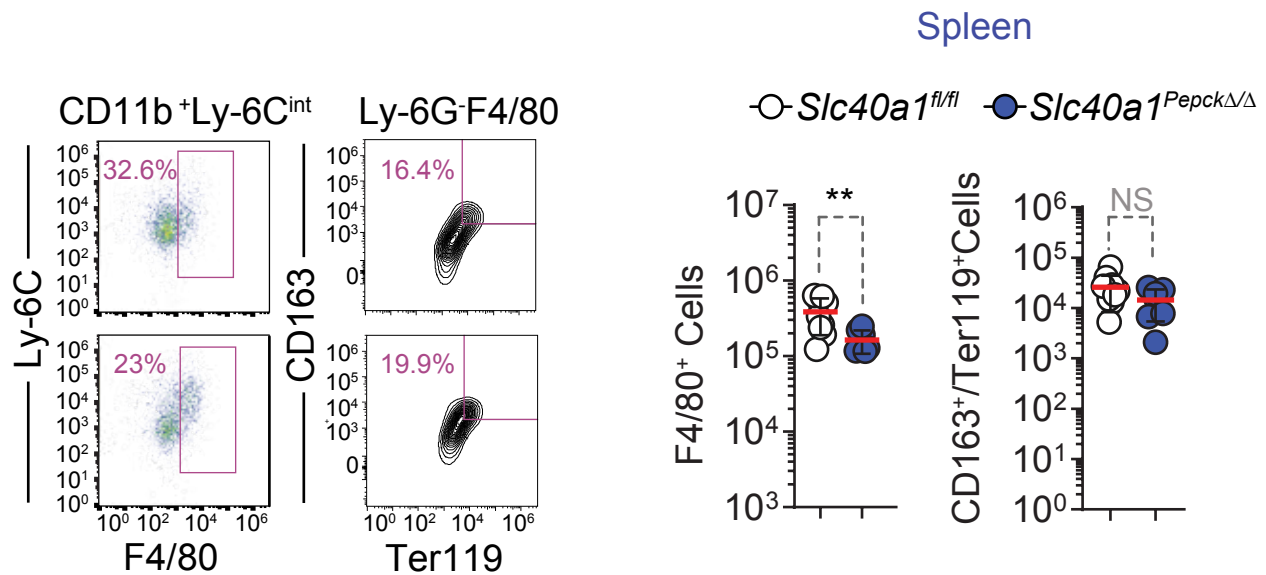 Spleen
CD11b⁺Ly-6Cⁱⁿᵗ
Ly-6G⁻F4/80
Slc40a1ᶠˡ/ᶠˡ
Slc40a1ᴾᵉᵖᶜᵏΔ/Δ
Ly-6C
10⁶
10⁵
10⁴
10³
10²
10¹
10⁰
32.6%
10⁶
10⁵
10⁴
10³
10²
10¹
10⁰
23%
10⁰ 10² 10⁴ 10⁶
F4/80
CD163
10⁶
10⁵
10⁴
10³
0
16.4%
10⁶
10⁵
10⁴
10³
0
19.9%
10⁰ 10² 10⁴ 10⁶
Ter119
F4/80⁺ Cells
10⁷
10⁶
10⁵
10⁴
10³
**
CD163⁺/Ter119⁺Cells
10⁶
10⁵
10⁴
10³
10²
10¹
10⁰
NS